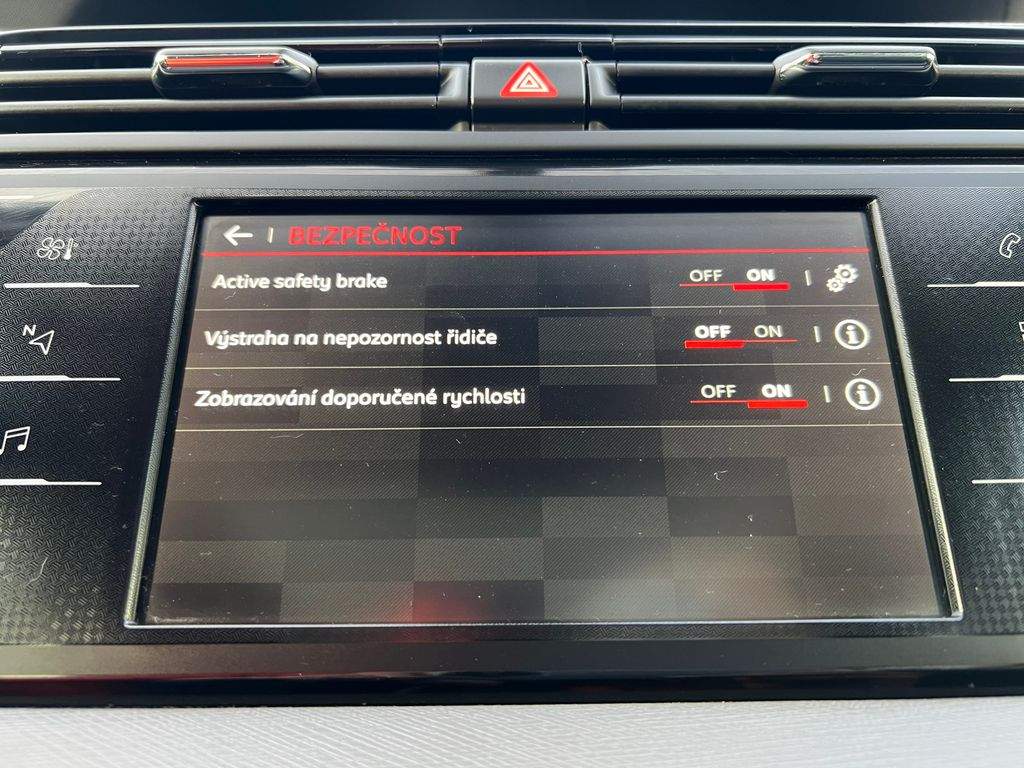 BEZPEČNOST
Active safety brake OFF ON
Výstraha na nepozornost řidiče OFF ON
Zobrazování doporučené rychlosti OFF ON
N